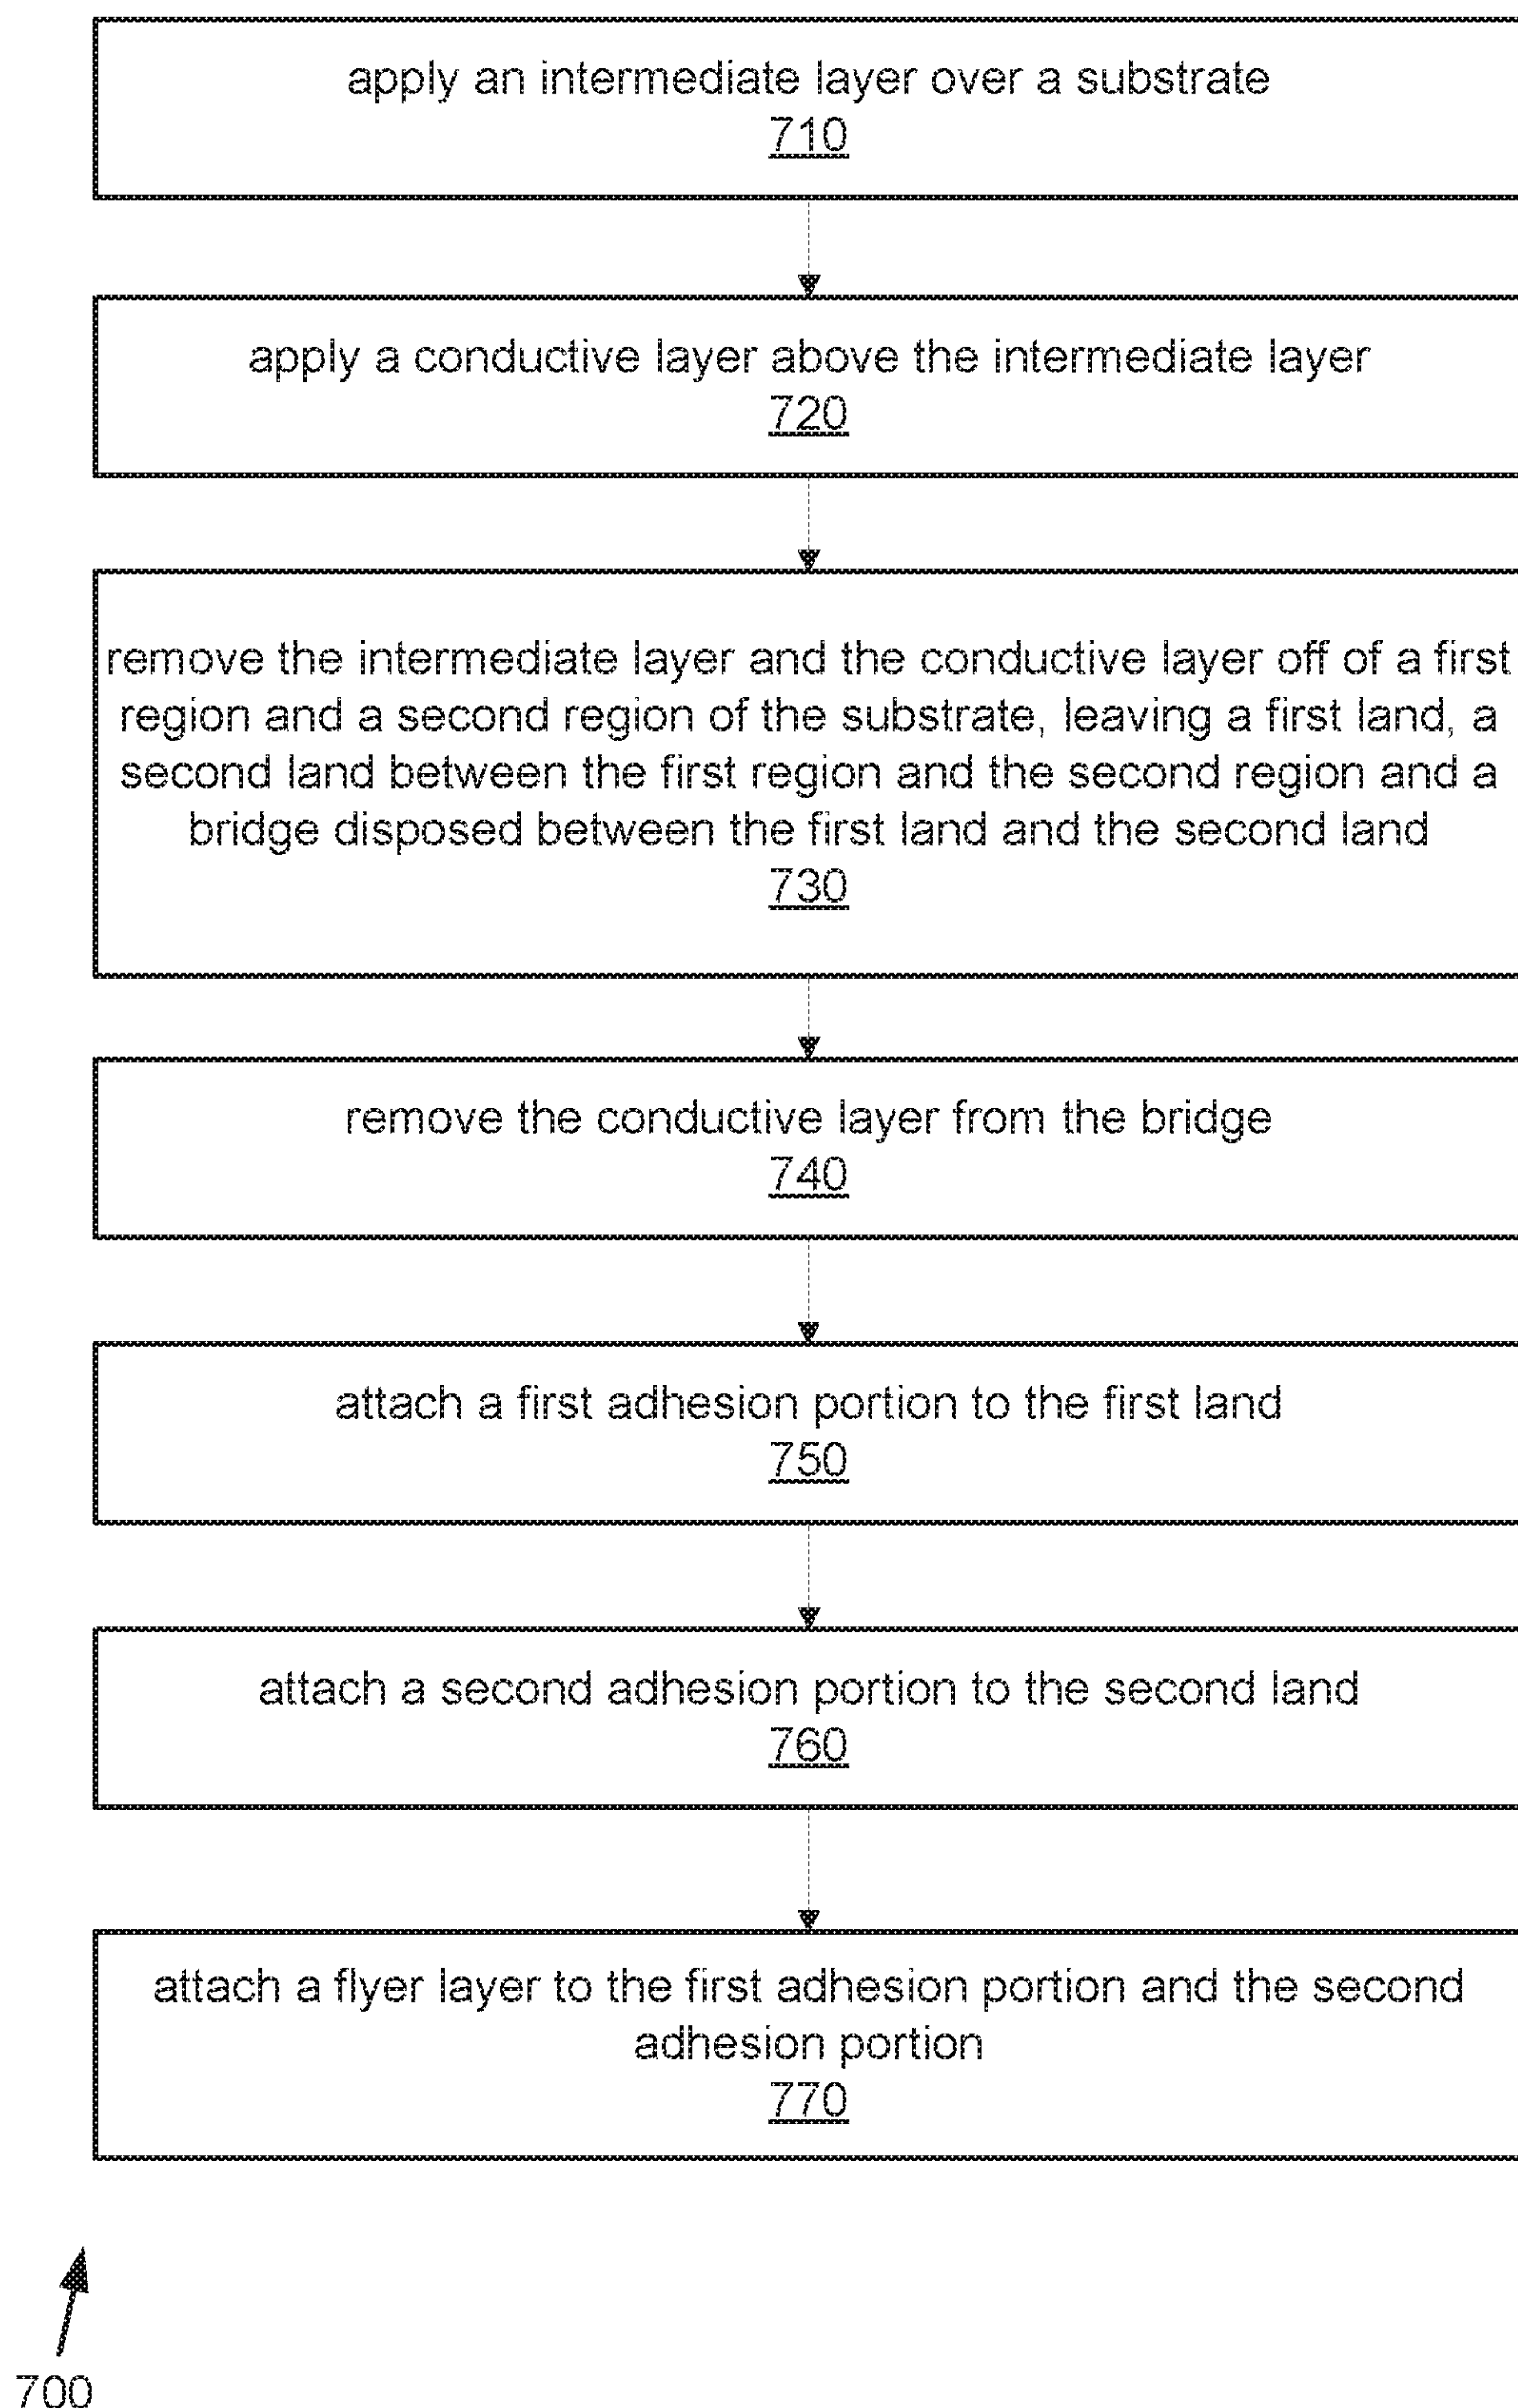 apply an intermediate layer over a substrate
710
apply a conductive layer above the intermediate layer
720
remove the intermediate layer and the conductive layer off of a first
region and a second region of the substrate, leaving a first land, a
second land between the first region and the second region and a
bridge disposed between the first land and the second land
730
remove the conductive layer from the bridge
740
attach a first adhesion portion to the first land
750
attach a second adhesion portion to the second land
760
attach a flyer layer to the first adhesion portion and the second
adhesion portion
770
700